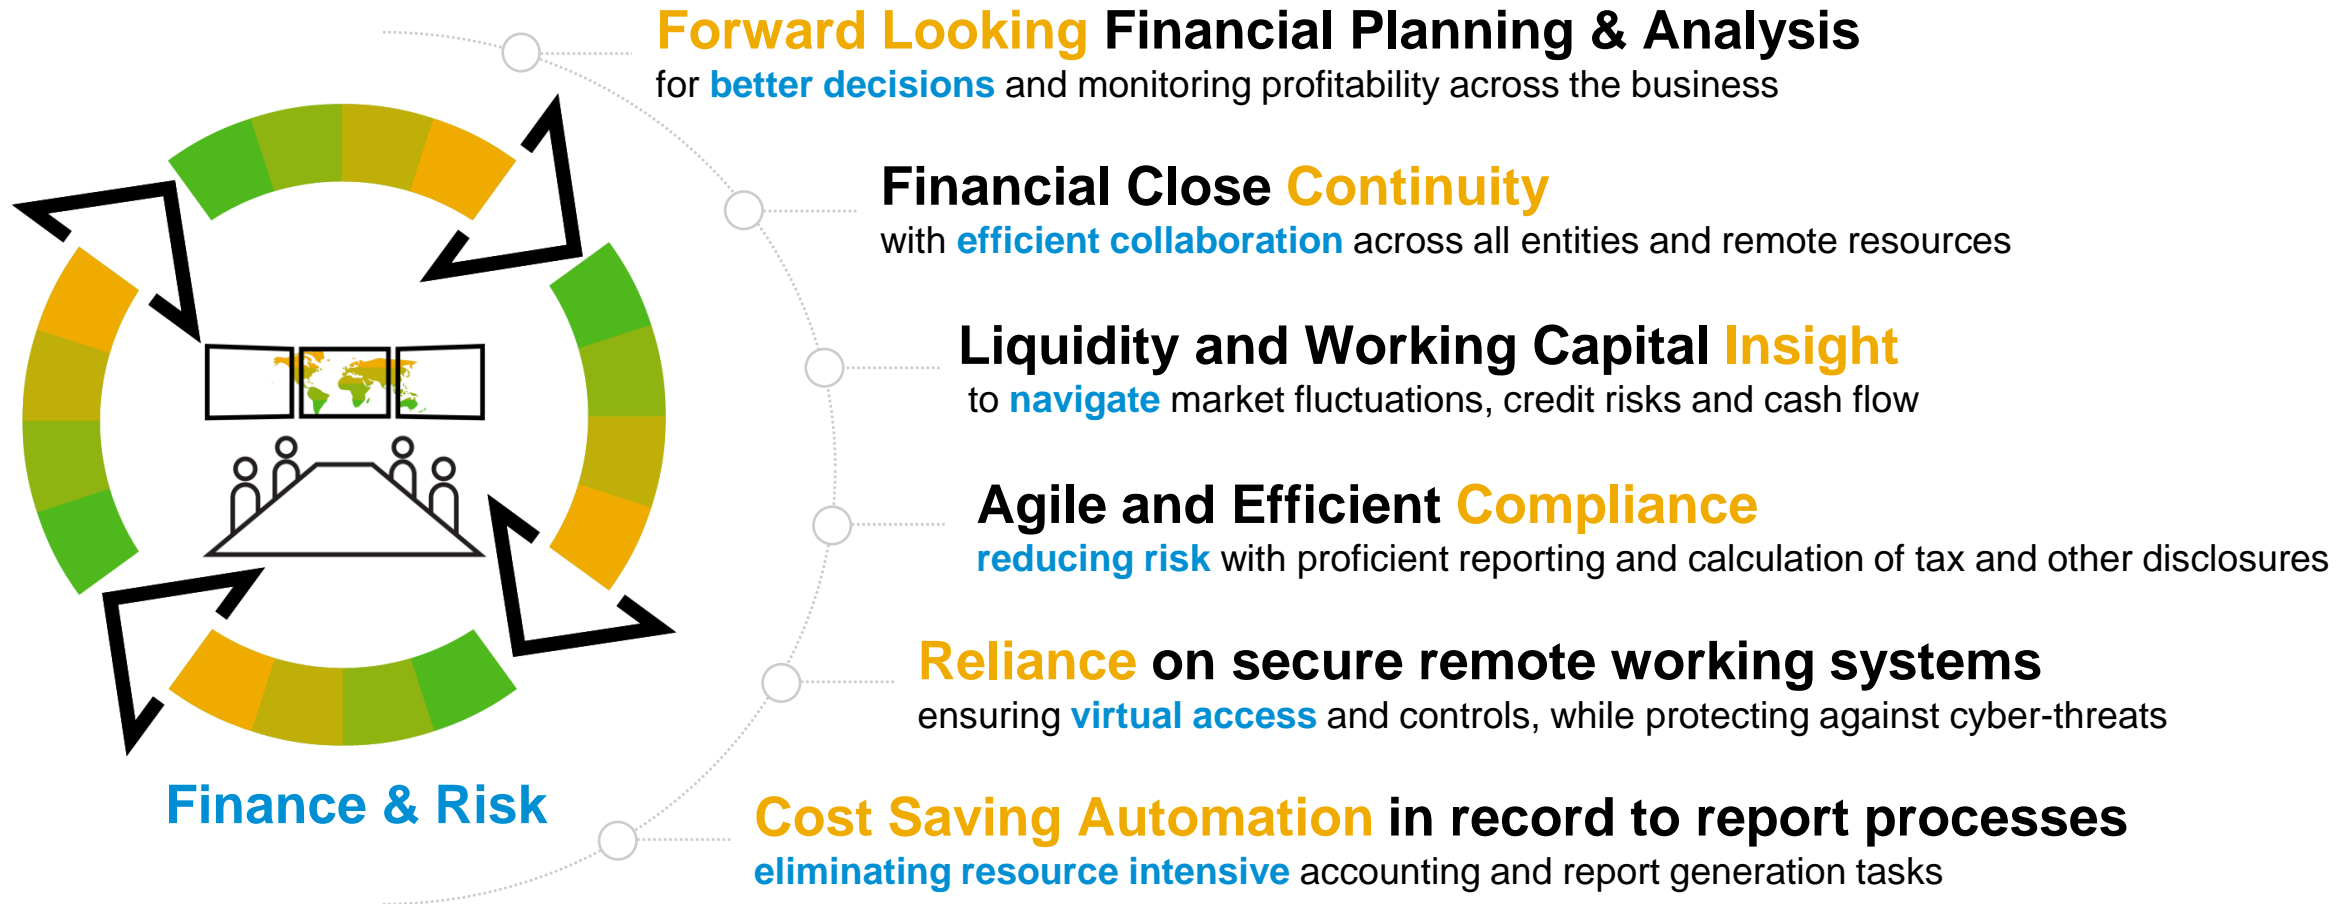 Forward Looking Financial Planning & Analysis
for better decisions and monitoring profitability across the business
Financial Close Continuity
with efficient collaboration across all entities and remote resources
Liquidity and Working Capital Insight
to navigate market fluctuations, credit risks and cash flow
Agile and Efficient Compliance
reducing risk with proficient reporting and calculation of tax and other disclosures
Reliance on secure remote working systems
ensuring virtual access and controls, while protecting against cyber-threats
Finance & Risk
Cost Saving Automation in record to report processes
eliminating resource intensive accounting and report generation tasks